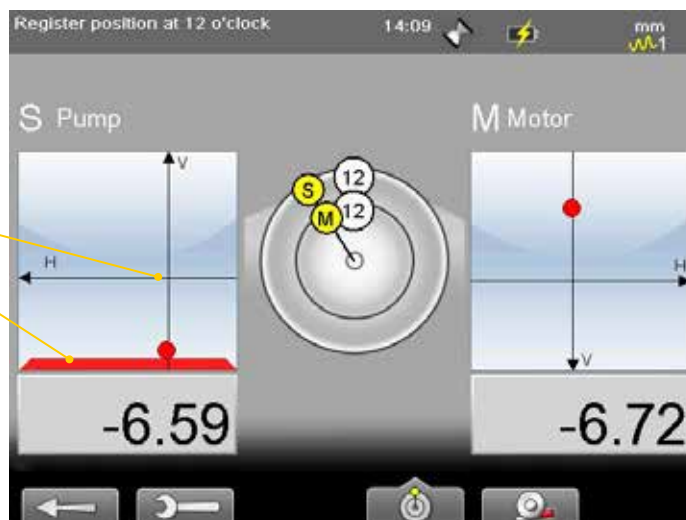 Register position at 12 o'clock
14:09
mm
1
S Pump
M Motor
S
12
M
12
V
H
H
V
-6.59
-6.72